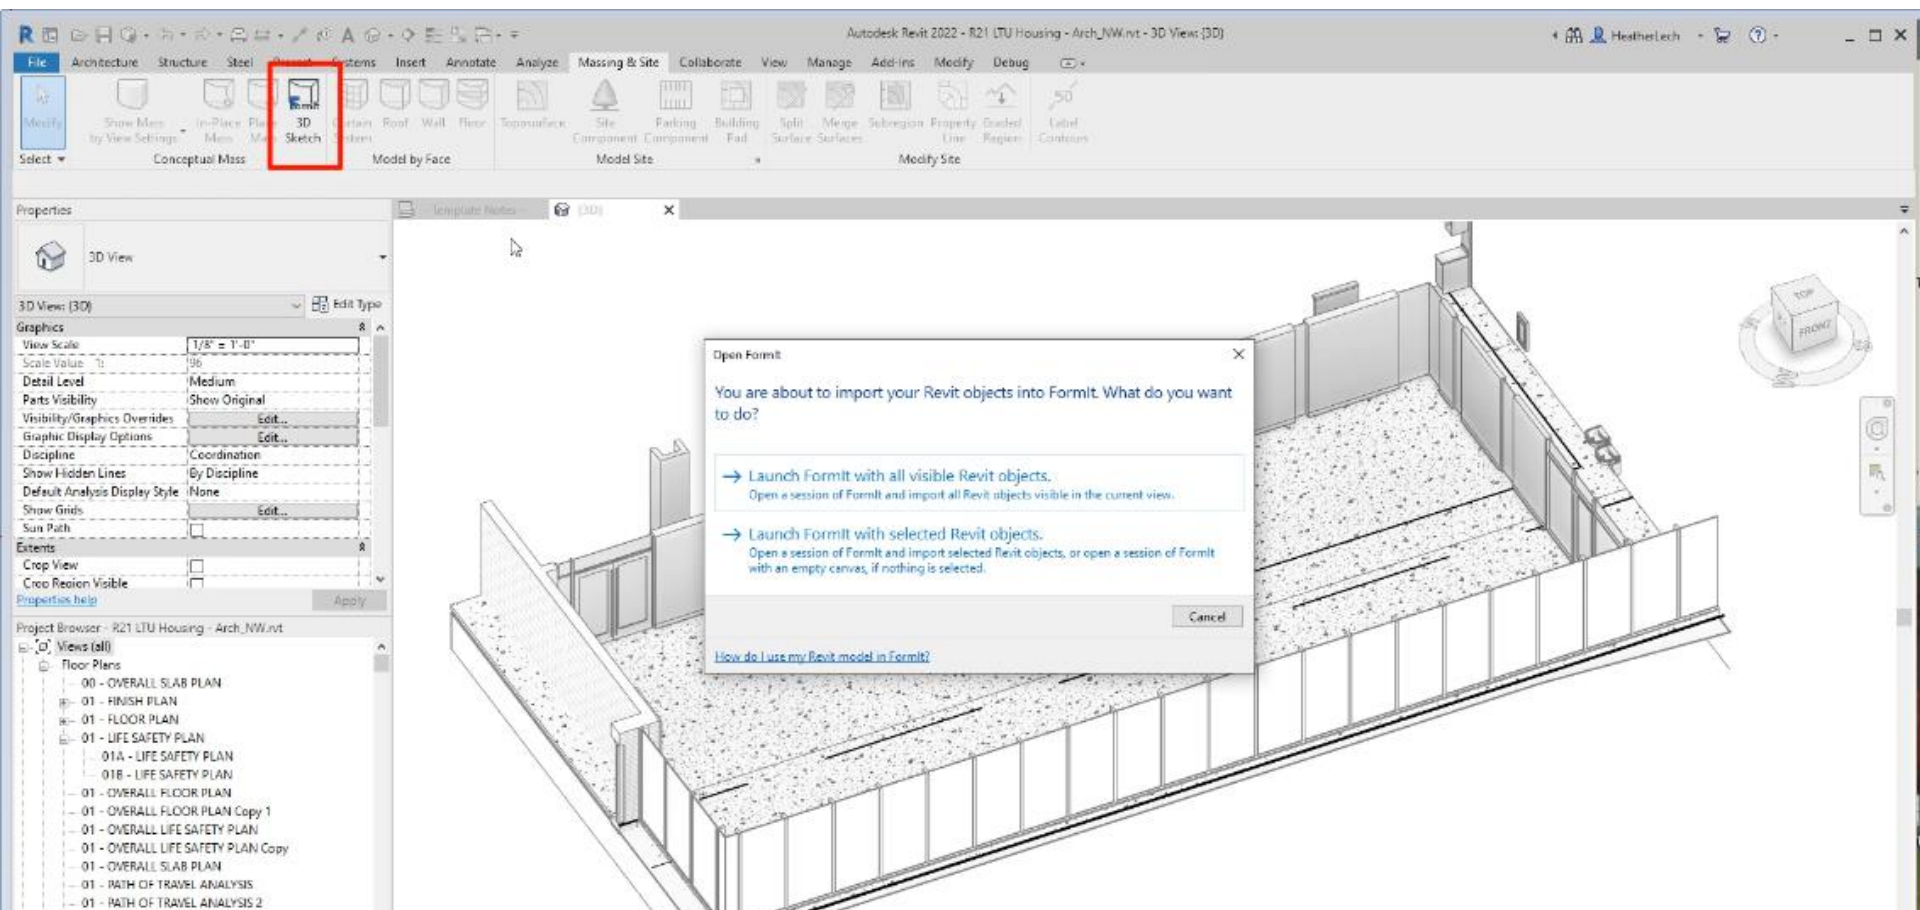 Autodesk Revit 2022 - R21 LTU Housing - Arch_NW.rvt - 3D View: {3D}
HeatherLech
File Architecture Structure Steel Precast Systems Insert Annotate Analyze Massing & Site Collaborate View Manage Add-Ins Modify Debug
Modify
Show Mass
by View Settings
In-Place
Mass
FormIt
3D
Sketch
Curtain
System
Roof
Wall
Floor
Toposurface
Site
Component
Parking
Component
Building
Pad
Split
Surface
Merge
Surfaces
Subregion
Property
Line
Graded
Region
Label
Contours
Select
Conceptual Mass
Model by Face
Model Site
Modify Site
Properties
Template Notes
{3D}
3D View
3D View: {3D}
Edit Type
Graphics
View Scale 1/8" = 1'-0"
Scale Value 1: 96
Detail Level Medium
Parts Visibility Show Original
Visibility/Graphics Overrides Edit...
Graphic Display Options Edit...
Discipline Coordination
Show Hidden Lines By Discipline
Default Analysis Display Style None
Show Grids Edit...
Sun Path
Extents
Crop View
Crop Region Visible
Properties help
Apply
Project Browser - R21 LTU Housing - Arch_NW.rvt
Views (all)
Floor Plans
00 - OVERALL SLAB PLAN
01 - FINISH PLAN
01 - FLOOR PLAN
01 - LIFE SAFETY PLAN
01A - LIFE SAFETY PLAN
01B - LIFE SAFETY PLAN
01 - OVERALL FLOOR PLAN
01 - OVERALL FLOOR PLAN Copy 1
01 - OVERALL LIFE SAFETY PLAN
01 - OVERALL LIFE SAFETY PLAN Copy
01 - OVERALL SLAB PLAN
01 - PATH OF TRAVEL ANALYSIS
01 - PATH OF TRAVEL ANALYSIS 2
Open FormIt
You are about to import your Revit objects into FormIt. What do you want
to do?
Launch FormIt with all visible Revit objects.
Open a session of FormIt and import all Revit objects visible in the current view.
Launch FormIt with selected Revit objects.
Open a session of FormIt and import selected Revit objects, or open a session of FormIt
with an empty canvas, if nothing is selected.
Cancel
How do I use my Revit model in FormIt?
TOP
FRONT